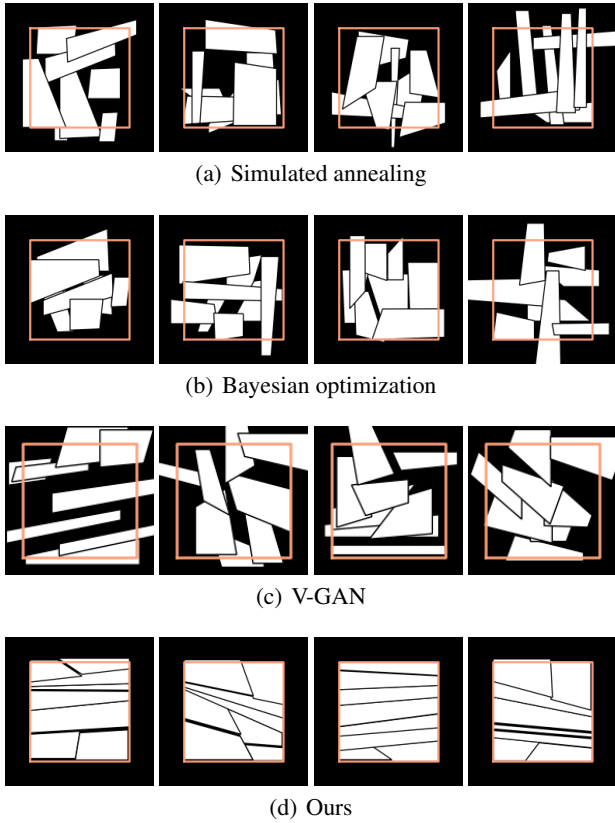 (a) Simulated annealing
(b) Bayesian optimization
(c) V-GAN
(d) Ours